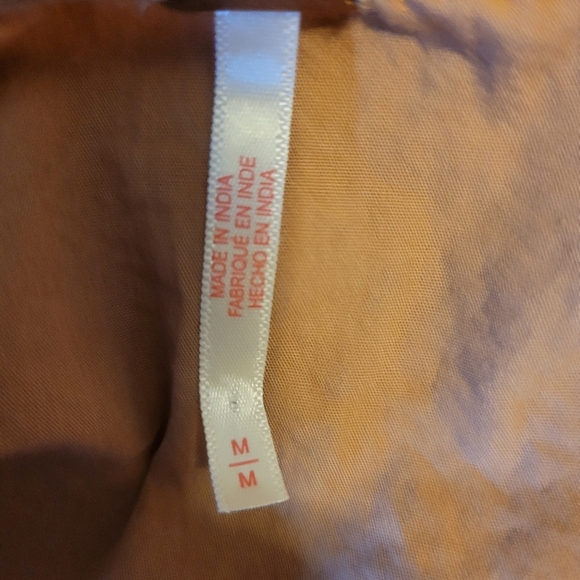 MADE IN INDIA
FABRIQUÉ EN INDE
HECHO EN INDIA
M
M